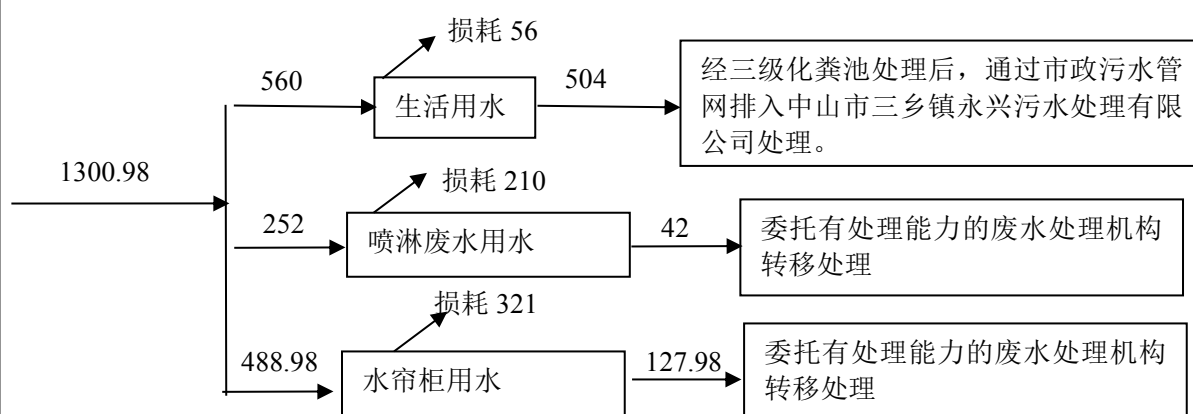 损耗 56
560
生活用水
504
经三级化粪池处理后，通过市政污水管
网排入中山市三乡镇永兴污水处理有限
公司处理。
1300.98
损耗 210
252
喷淋废水用水
42
委托有处理能力的废水处理机构
转移处理
损耗 321
488.98
水帘柜用水
127.98
委托有处理能力的废水处理机构
转移处理